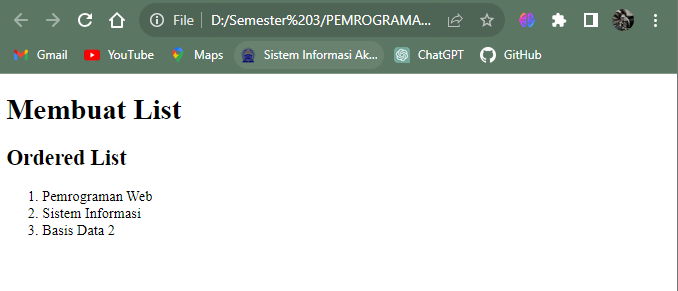 File D:/Semester%203/PEMROGRAMA...
Gmail YouTube Maps Sistem Informasi Ak... ChatGPT GitHub
Membuat List
Ordered List
1. Pemrograman Web
2. Sistem Informasi
3. Basis Data 2